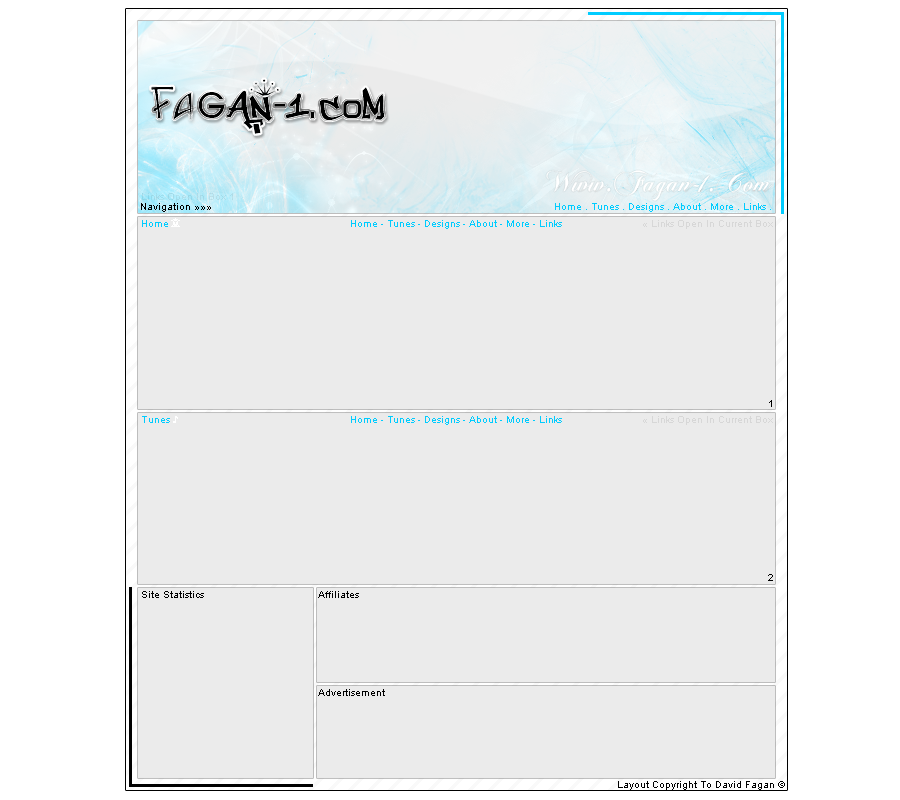 Fagan-1.com
Www. Fagan-1. Com
Navigation »»»
Home . Tunes . Designs . About . More . Links .
Home
Home - Tunes - Designs - About - More - Links
« Links Open In Current Box
1
Tunes
Home - Tunes - Designs - About - More - Links
« Links Open In Current Box
2
Site Statistics
Affiliates
Advertisement
Layout Copyright To David Fagan ©